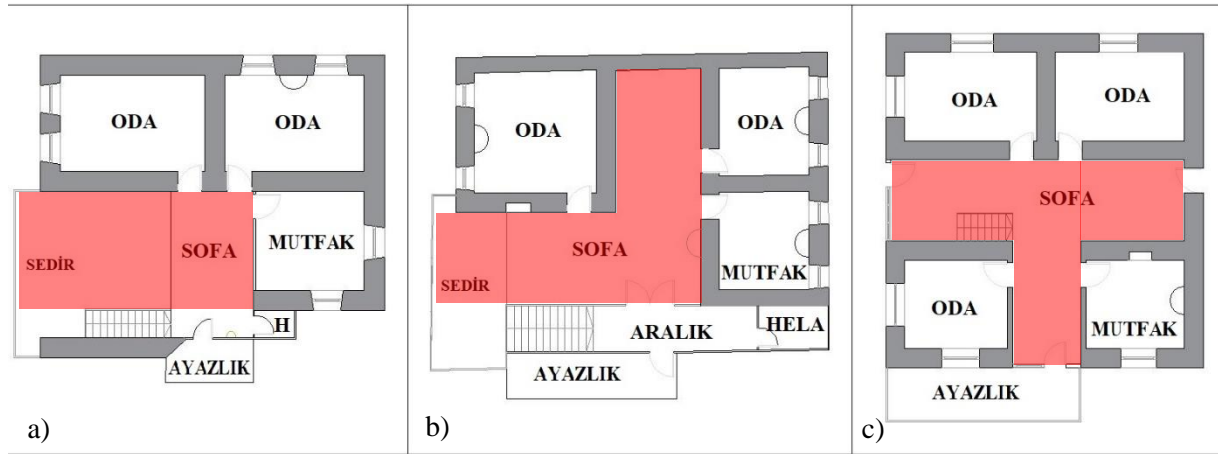 ODA
ODA
SEDİR
SOFA
MUTFAK
H
AYAZLIK
a)
ODA
ODA
SEDİR
SOFA
MUTFAK
ARALIK
HELA
AYAZLIK
b)
ODA
ODA
SOFA
ODA
MUTFAK
AYAZLIK
c)